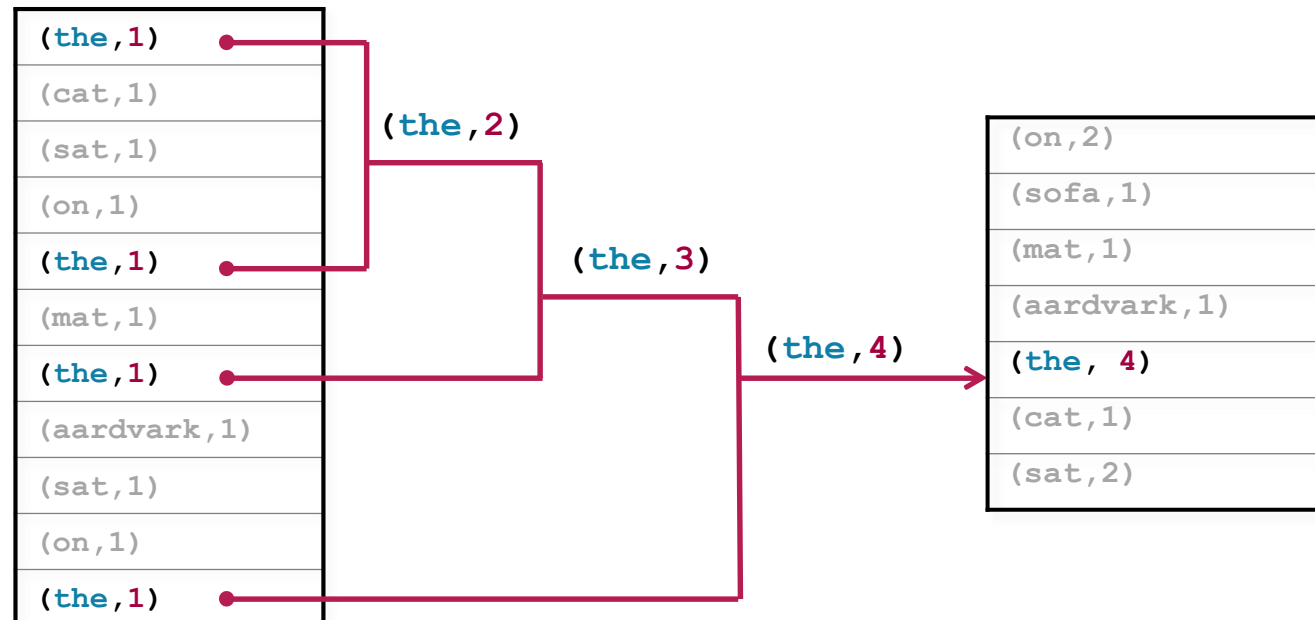 (the,1)
(cat,1)
(sat,1)
(on,1)
(the,1)
(mat,1)
(the,1)
(aardvark,1)
(sat,1)
(on,1)
(the,1)
(the,2)
(the,3)
(the,4)
(on,2)
(sofa,1)
(mat,1)
(aardvark,1)
(the, 4)
(cat,1)
(sat,2)